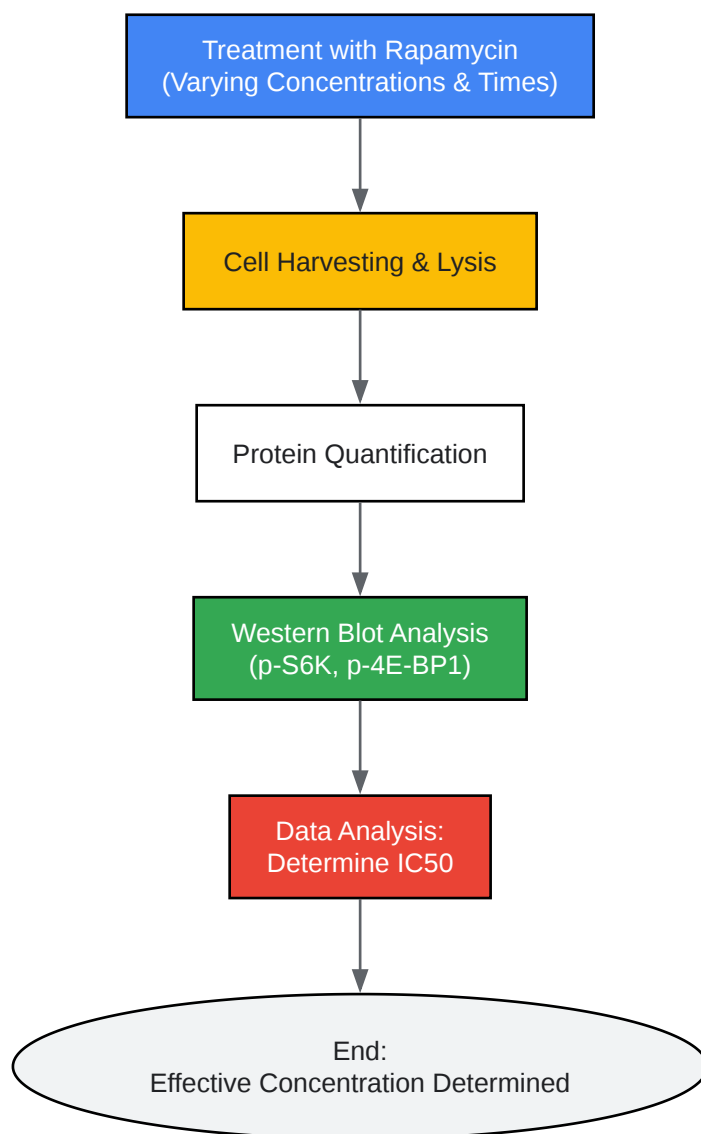 Treatment with Rapamycin
(Varying Concentrations & Times)
Cell Harvesting & Lysis
Protein Quantification
Western Blot Analysis
(p-S6K, p-4E-BP1)
Data Analysis:
Determine IC50
End:
Effective Concentration Determined